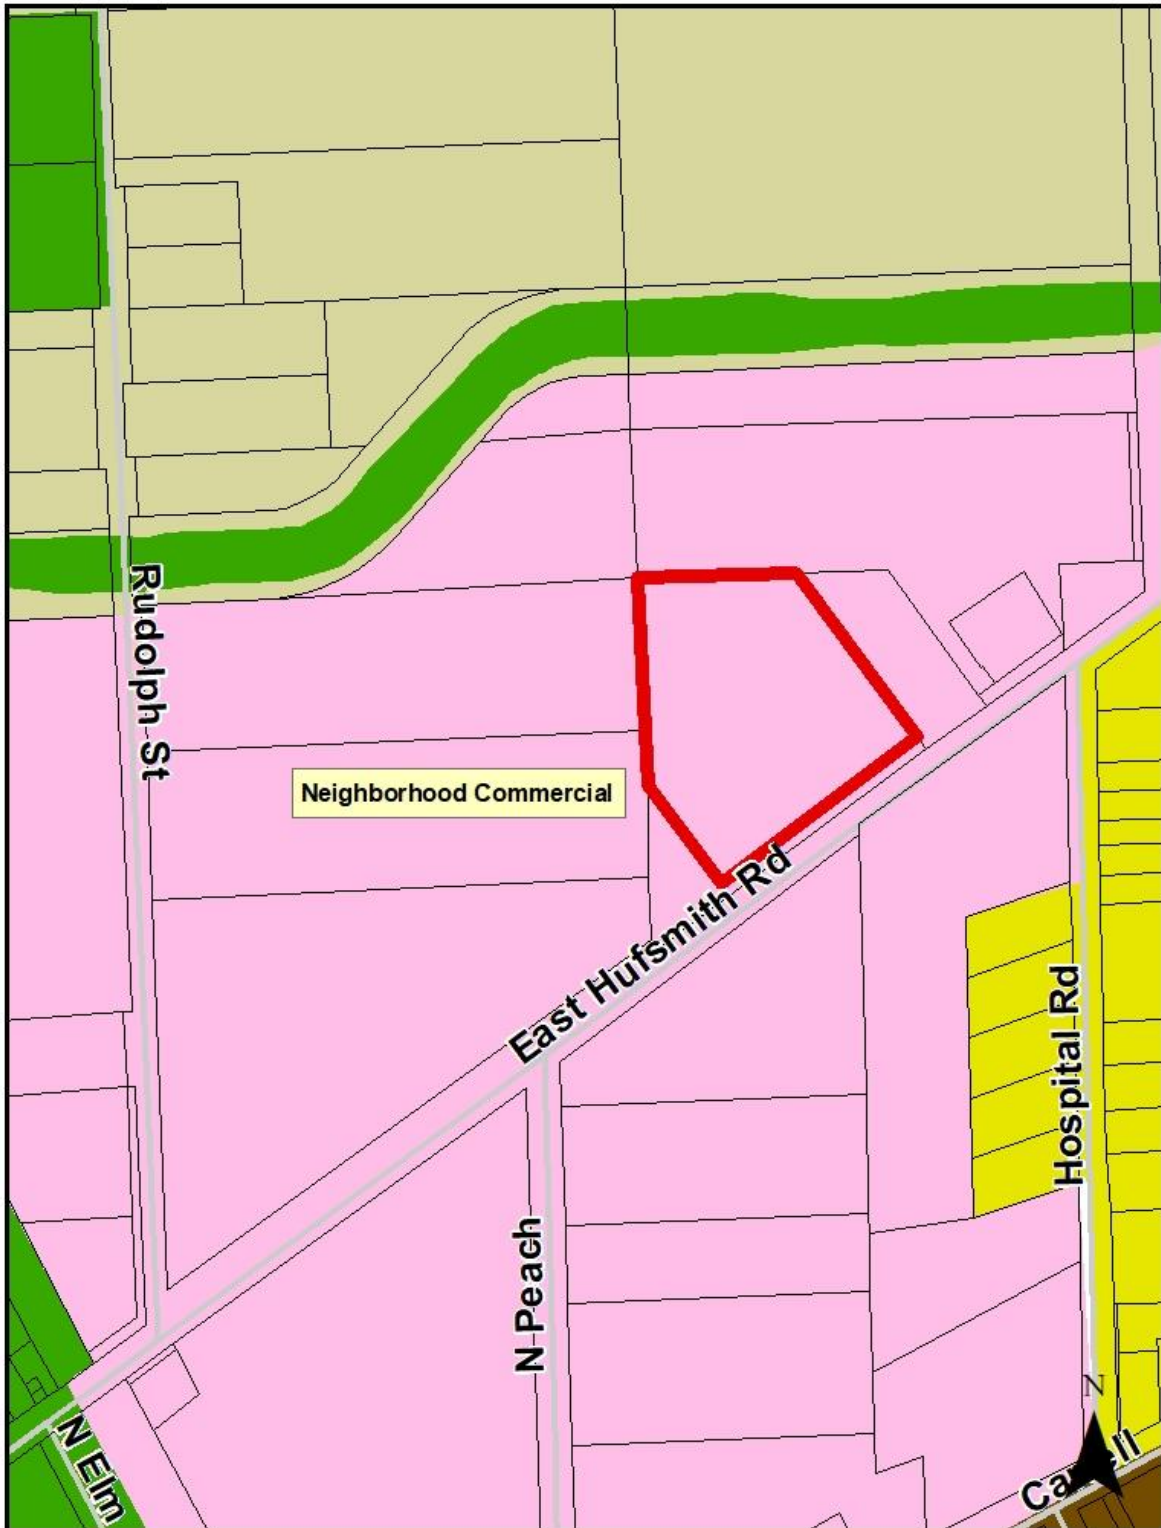 Rudolph St
Neighborhood Commercial
East Hufsmith Rd
Hospital Rd
N Peach
N
N Elm